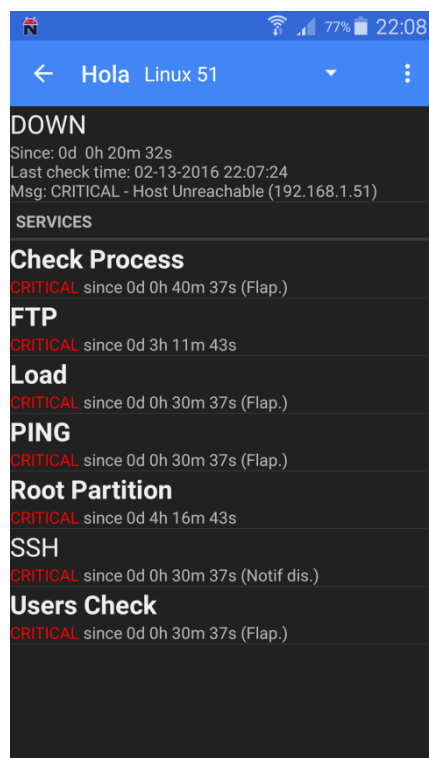 77% 22:08
Hola Linux 51
DOWN
Since: 0d 0h 20m 32s
Last check time: 02-13-2016 22:07:24
Msg: CRITICAL - Host Unreachable (192.168.1.51)
SERVICES
Check Process
CRITICAL since 0d 0h 40m 37s (Flap.)
FTP
CRITICAL since 0d 3h 11m 43s
Load
CRITICAL since 0d 0h 30m 37s (Flap.)
PING
CRITICAL since 0d 0h 30m 37s (Flap.)
Root Partition
CRITICAL since 0d 4h 16m 43s
SSH
CRITICAL since 0d 0h 30m 37s (Notif dis.)
Users Check
CRITICAL since 0d 0h 30m 37s (Flap.)